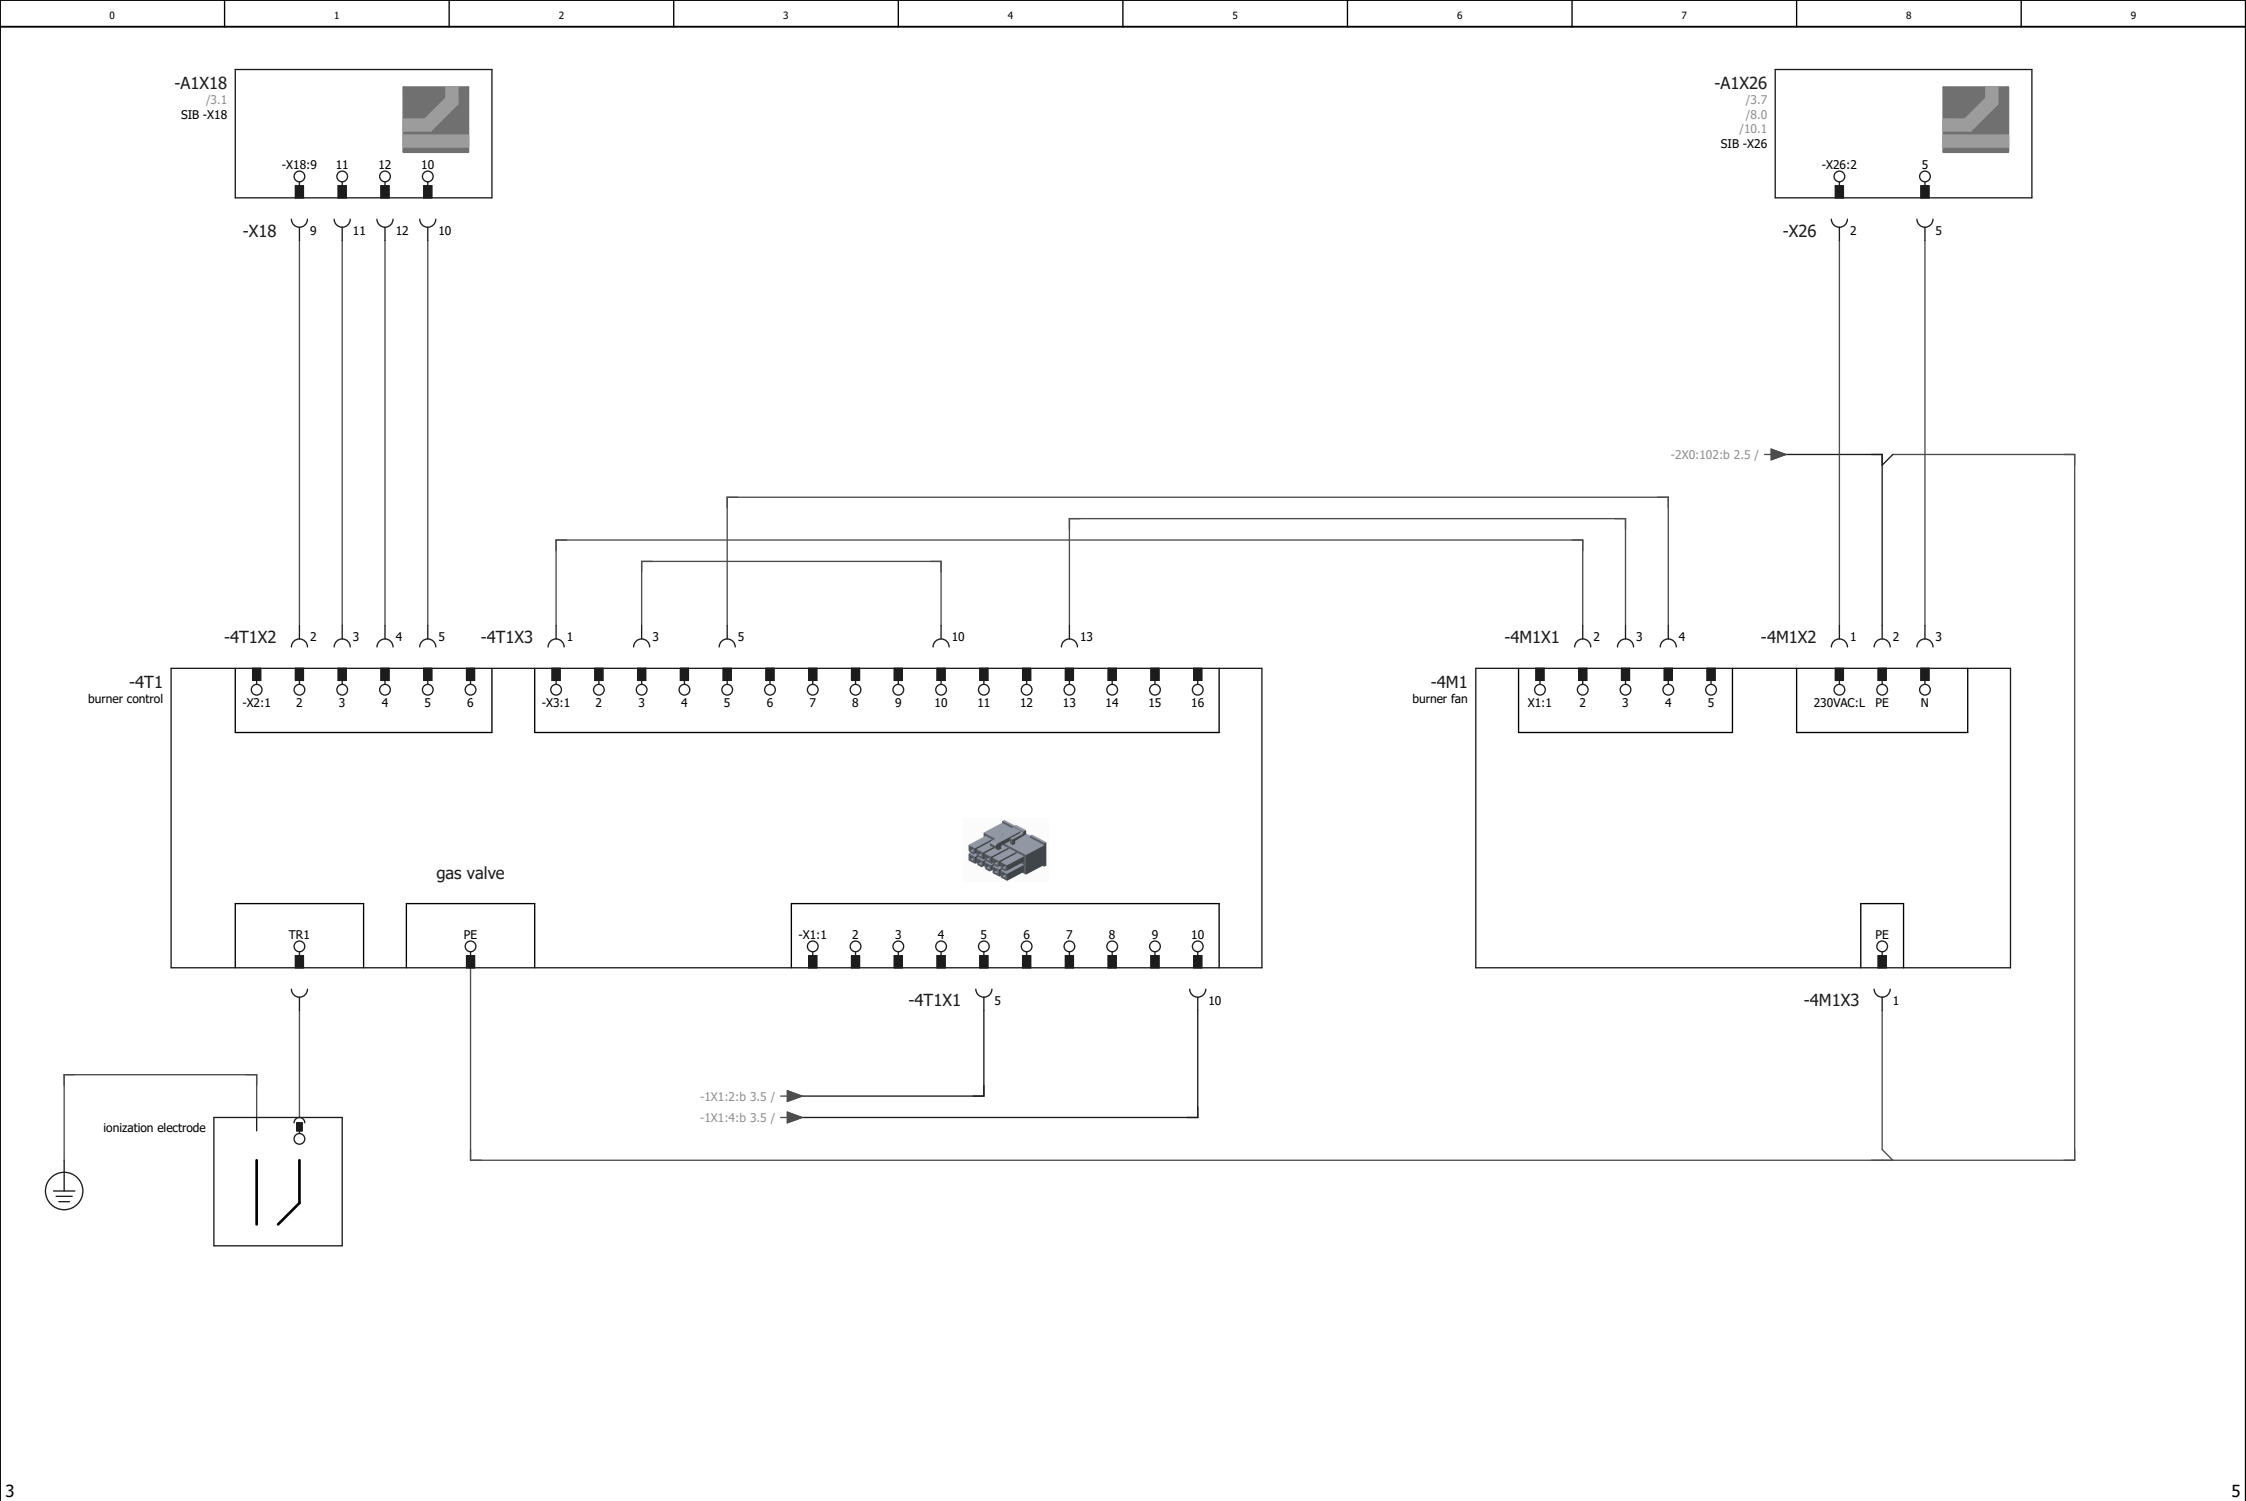 0 1 2 3 4 5 6 7 8 9
-A1X18
/3.1
SIB -X18
-X18:9 11 12 10
-X18 9 11 12 10
-A1X26
/3.7
/8.0
/10.1
SIB -X26
-X26:2 5
-X26 2 5
-2X0:102:b 2.5 /
-4T1X2 2 3 4 5
-4T1X3 1 3 5 10 13
-4M1X1 2 3 4
-4M1X2 1 2 3
-4T1
burner control
-X2:1 2 3 4 5 6
-X3:1 2 3 4 5 6 7 8 9 10 11 12 13 14 15 16
-4M1
burner fan
X1:1 2 3 4 5
230VAC:L PE N
gas valve
TR1
PE
-X1:1 2 3 4 5 6 7 8 9 10
PE
-4T1X1 5 10
-4M1X3 1
-1X1:2:b 3.5 /
-1X1:4:b 3.5 /
ionization electrode
3
5